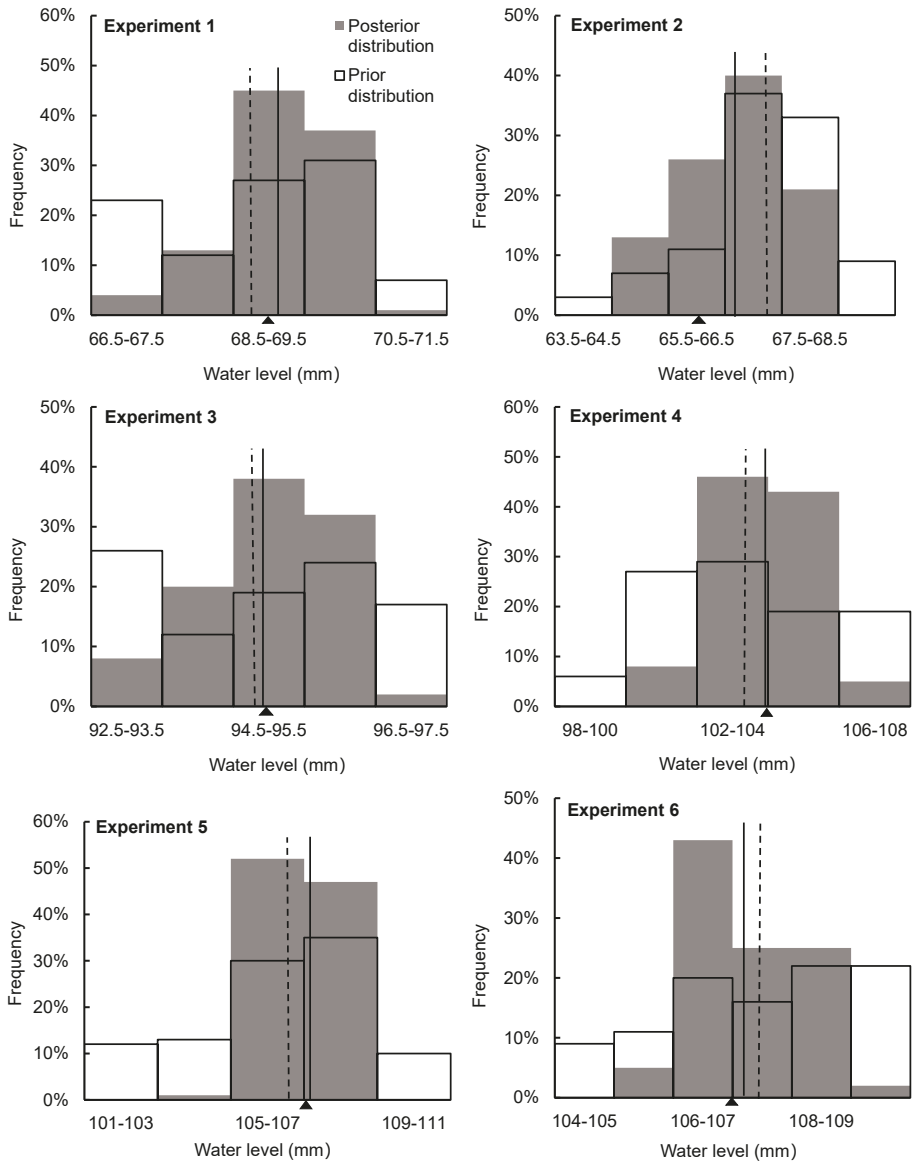 Experiment 1
Posterior
distribution
Prior
distribution
Frequency
60%
50%
40%
30%
20%
10%
0%
66.5-67.5 68.5-69.5 70.5-71.5
Water level (mm)
Experiment 2
Frequency
50%
40%
30%
20%
10%
0%
63.5-64.5 65.5-66.5 67.5-68.5
Water level (mm)
Experiment 3
Frequency
50%
40%
30%
20%
10%
0%
92.5-93.5 94.5-95.5 96.5-97.5
Water level (mm)
Experiment 4
Frequency
60%
50%
40%
30%
20%
10%
0%
98-100 102-104 106-108
Water level (mm)
Experiment 5
Frequency
60%
50%
40%
30%
20%
10%
0%
101-103 105-107 109-111
Water level (mm)
Experiment 6
Frequency
50%
40%
30%
20%
10%
0%
104-105 106-107 108-109
Water level (mm)